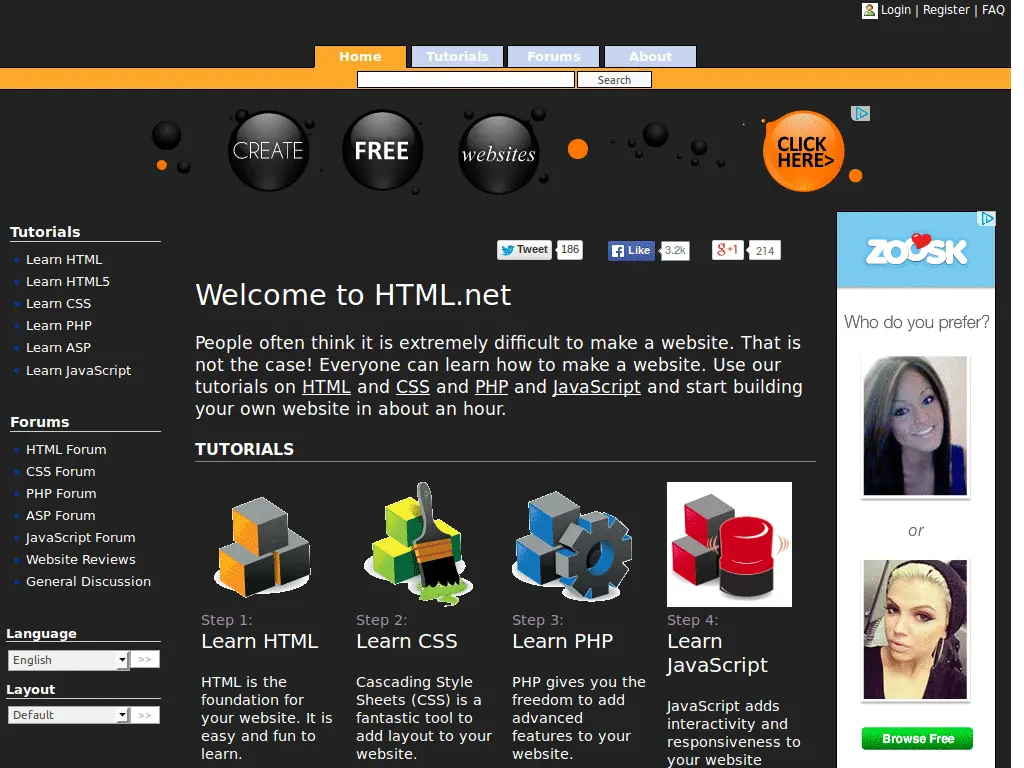 Login | Register | FAQ
Home Tutorials Forums About
Search
CREATE FREE websites CLICK HERE>
Tutorials
Learn HTML
Learn HTML5
Learn CSS
Learn PHP
Learn ASP
Learn JavaScript
Forums
HTML Forum
CSS Forum
PHP Forum
ASP Forum
JavaScript Forum
Website Reviews
General Discussion
Language
English >>
Layout
Default >>
Tweet 186 Like 3.2k g+1 214
Welcome to HTML.net
People often think it is extremely difficult to make a website. That is
not the case! Everyone can learn how to make a website. Use our
tutorials on HTML and CSS and PHP and JavaScript and start building
your own website in about an hour.
TUTORIALS
Step 1:
Learn HTML
HTML is the
foundation for
your website. It is
easy and fun to
learn.
Step 2:
Learn CSS
Cascading Style
Sheets (CSS) is a
fantastic tool to
add layout to your
website.
Step 3:
Learn PHP
PHP gives you the
freedom to add
advanced
features to your
website.
Step 4:
Learn
JavaScript
JavaScript adds
interactivity and
responsiveness to
your website
ZOOSK
Who do you prefer?
or
Browse Free